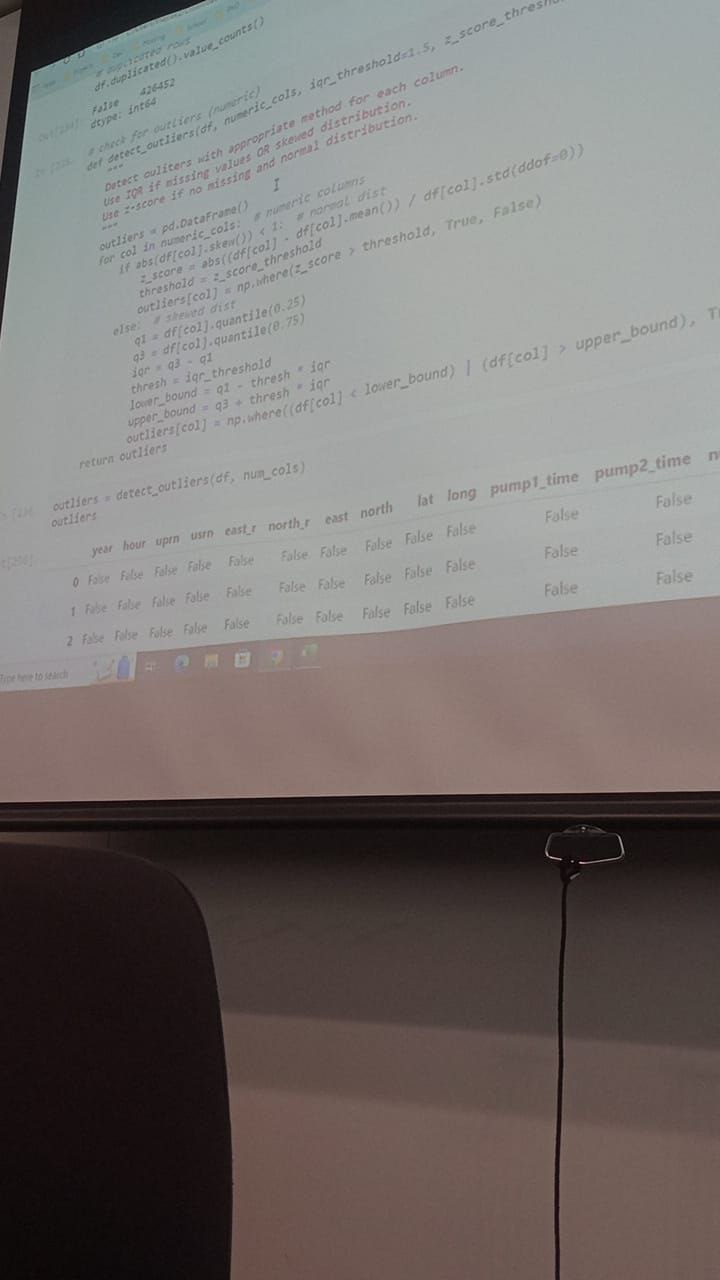 # duplicated rows
df.duplicated().value_counts()
False 426452
dtype: int64
# check for outliers (numeric)
def detect_outliers(df, numeric_cols, iqr_threshold=1.5, z_score_thresho
"""
Detect ouliters with appropriate method for each column.
Use IQR if missing values OR skewed distribution.
Use z-score if no missing and normal distribution.
"""
outliers = pd.DataFrame()
for col in numeric_cols: # numeric columns
if abs(df[col].skew()) < 1: # normal dist
z_score = abs((df[col] - df[col].mean()) / df[col].std(ddof=0))
threshold = z_score_threshold
outliers[col] = np.where(z_score > threshold, True, False)
else: # skewed dist
q1 = df[col].quantile(0.25)
q3 = df[col].quantile(0.75)
iqr = q3 - q1
thresh = iqr_threshold
lower_bound = q1 - thresh * iqr
upper_bound = q3 + thresh * iqr
outliers[col] = np.where((df[col] < lower_bound) | (df[col] > upper_bound), T
return outliers
outliers = detect_outliers(df, num_cols)
outliers
year hour uprn usrn east_r north_r east north lat long pump1_time pump2_time n
0 False False False False False False False False False False False False
1 False False False False False False False False False False False False
2 False False False False False False False False False False False False
Type here to search